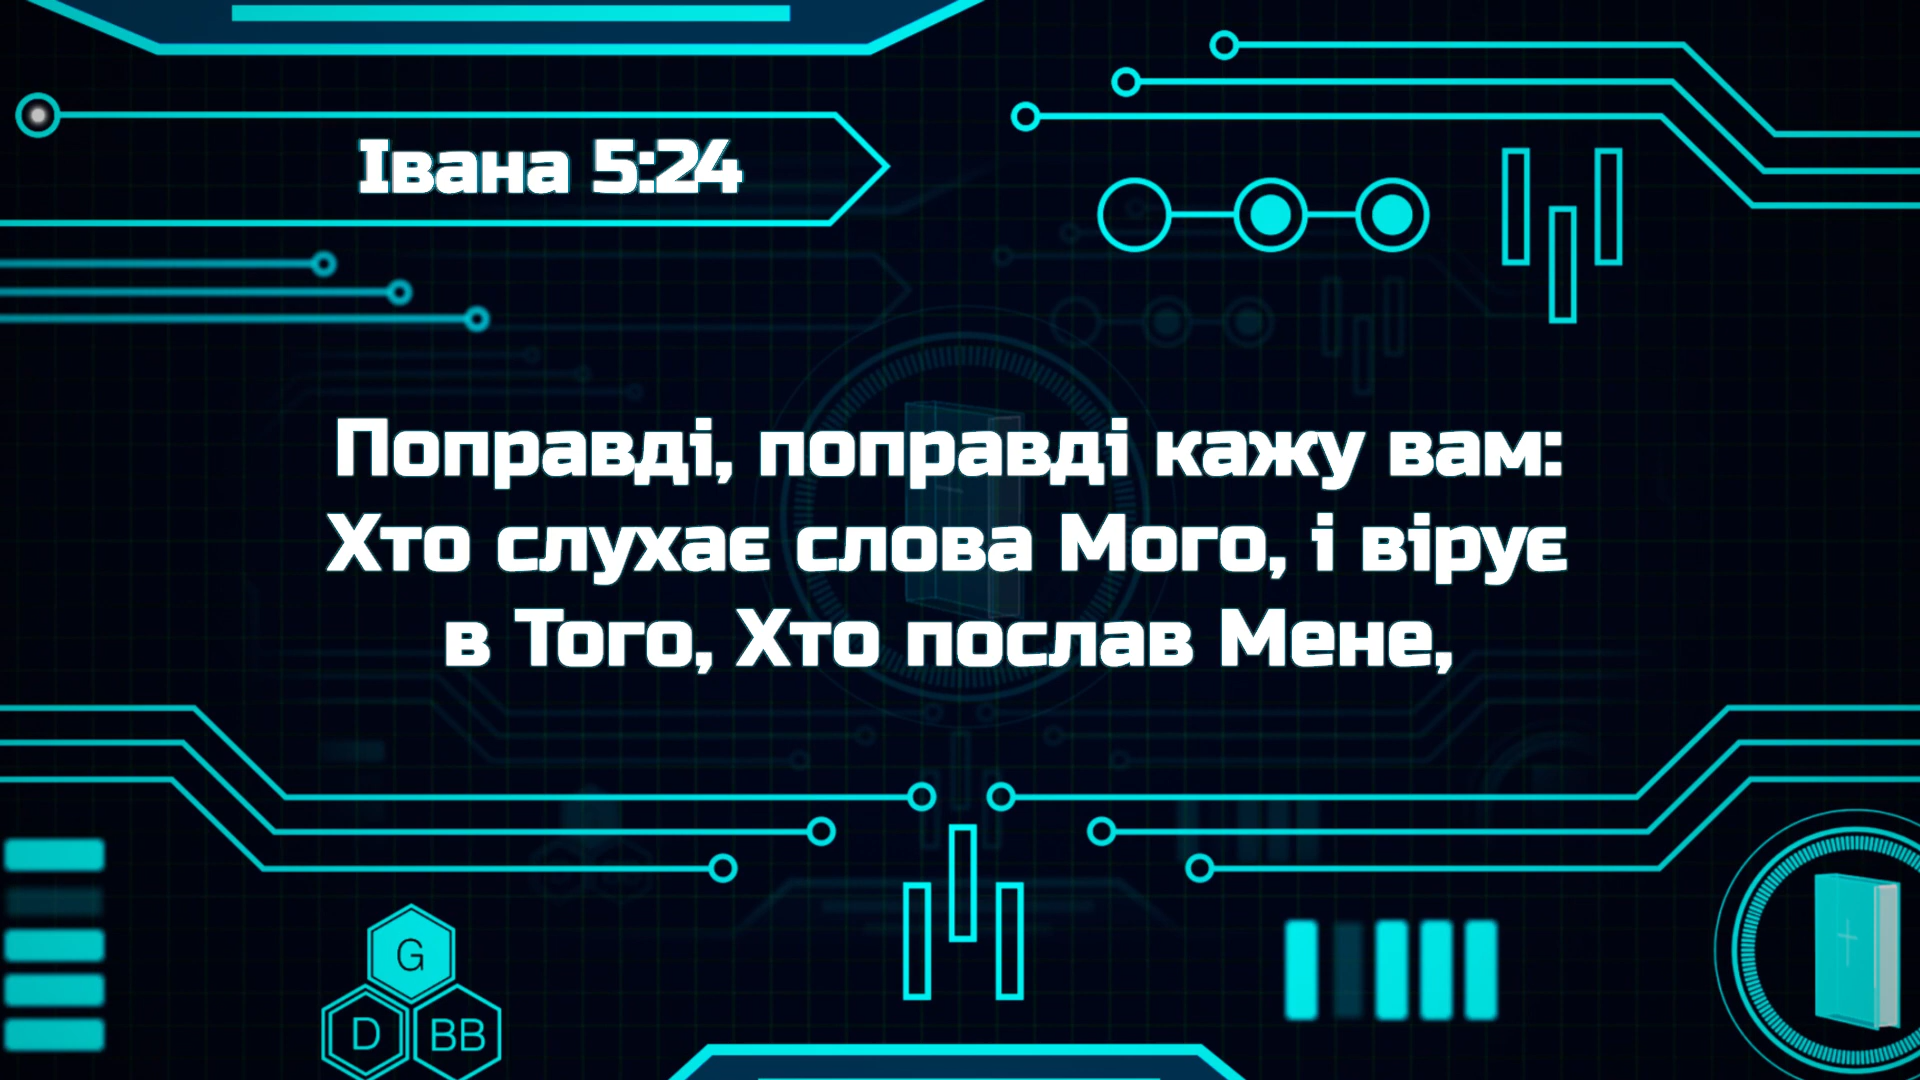 Івана 5:24
Поправді, поправді кажу вам:
Хто слухає слова Мого, і вірує
в Того, Хто послав Мене,
G
D BB